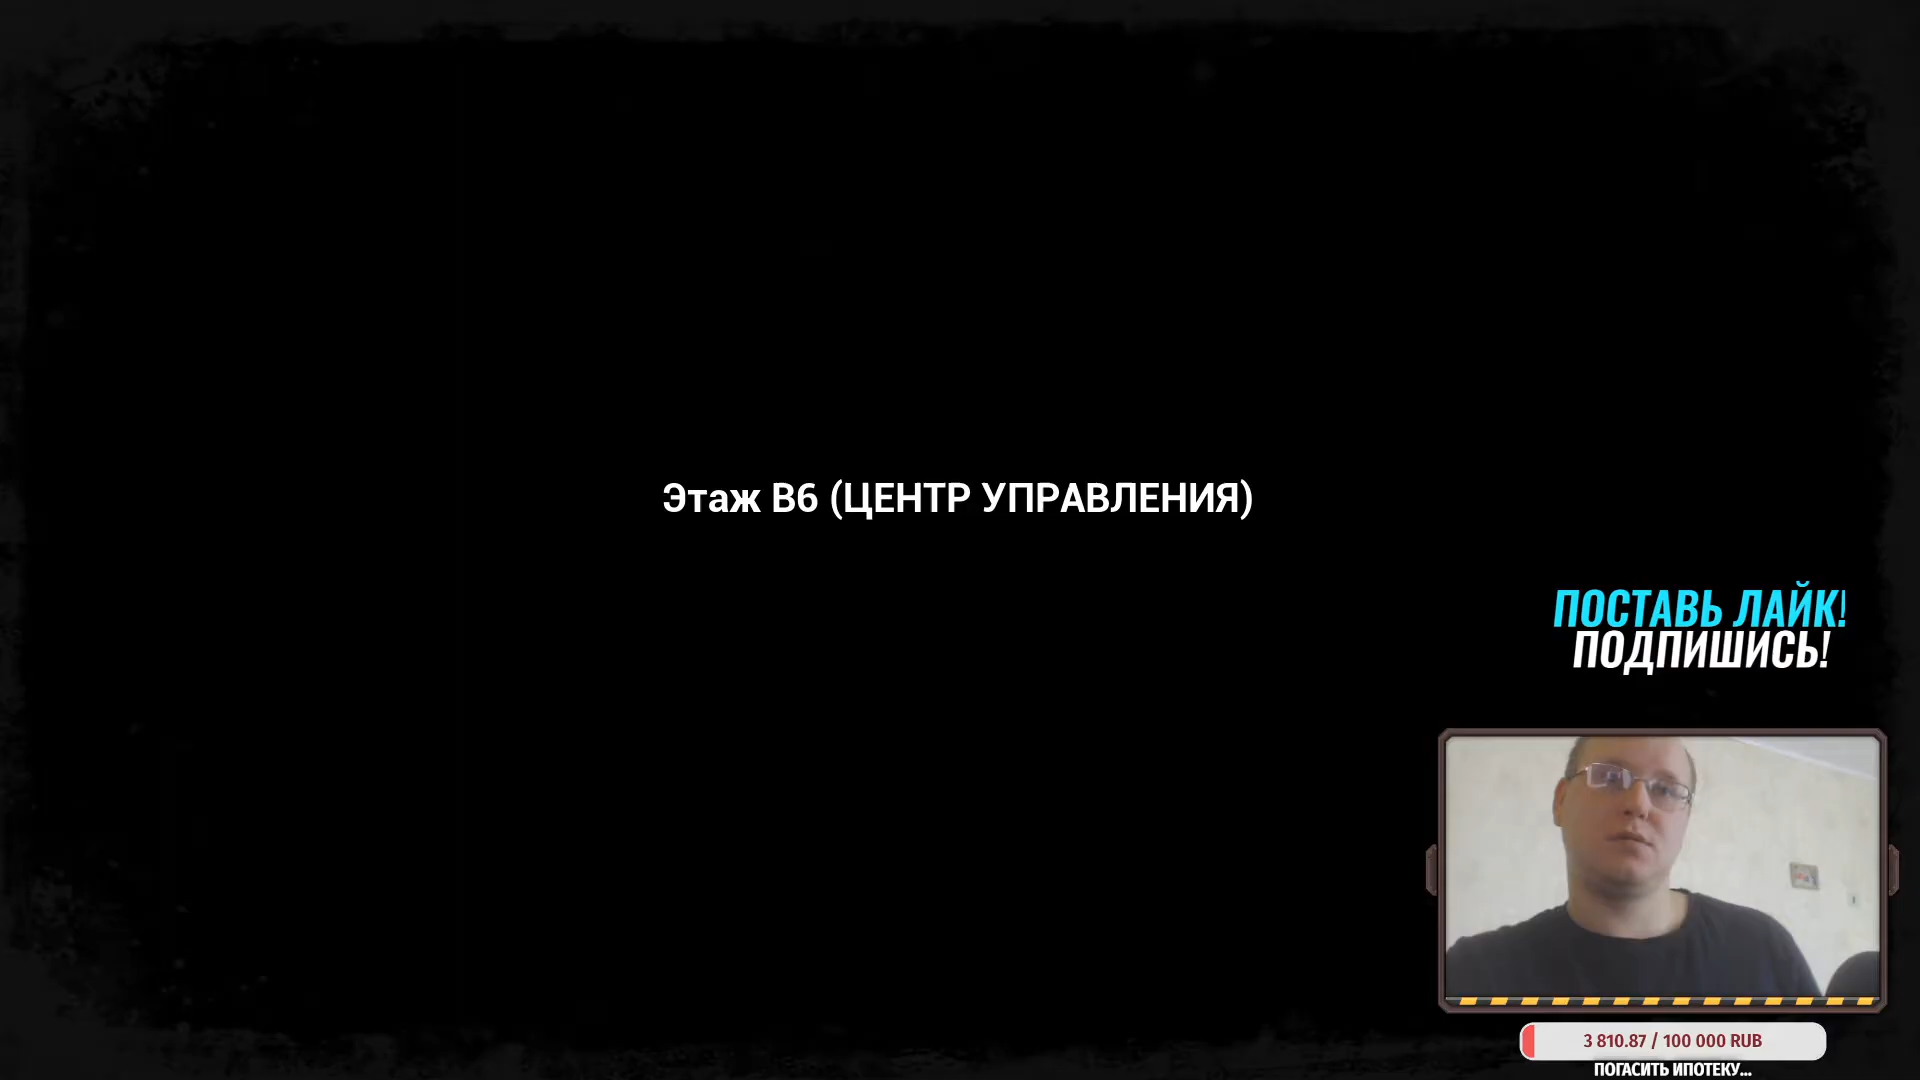 Этаж B6 (ЦЕНТР УПРАВЛЕНИЯ)
ПОСТАВЬ ЛАЙК!
ПОДПИШИСЬ!
3 810.87 / 100 000 RUB
ПОГАСИТЬ ИПОТЕКУ...